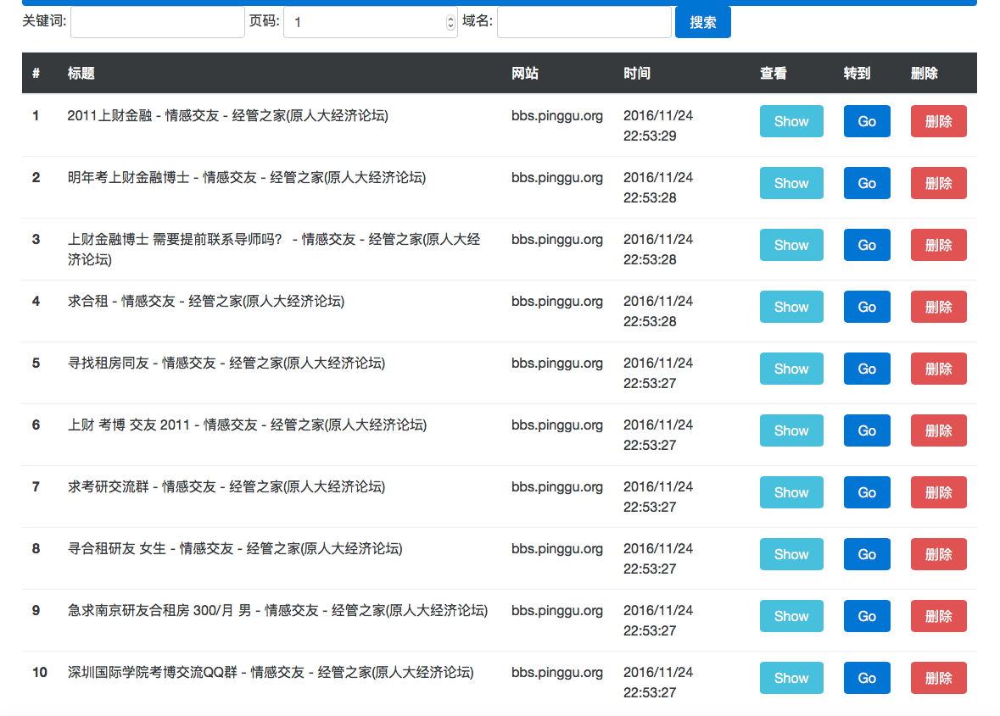 关键词: 页码: 1 域名: 搜索
# 标题 网站 时间 查看 转到 删除
1 2011上财金融 - 情感交友 - 经管之家(原人大经济论坛) bbs.pinggu.org 2016/11/24 Show Go 删除
22:53:29
2 明年考上财金融博士 - 情感交友 - 经管之家(原人大经济论坛) bbs.pinggu.org 2016/11/24 Show Go 删除
22:53:28
3 上财金融博士 需要提前联系导师吗? - 情感交友 - 经管之家(原人大经 bbs.pinggu.org 2016/11/24 Show Go 删除
济论坛) 22:53:28
4 求合租 - 情感交友 - 经管之家(原人大经济论坛) bbs.pinggu.org 2016/11/24 Show Go 删除
22:53:28
5 寻找租房同友 - 情感交友 - 经管之家(原人大经济论坛) bbs.pinggu.org 2016/11/24 Show Go 删除
22:53:27
6 上财 考博 交友 2011 - 情感交友 - 经管之家(原人大经济论坛) bbs.pinggu.org 2016/11/24 Show Go 删除
22:53:27
7 求考研交流群 - 情感交友 - 经管之家(原人大经济论坛) bbs.pinggu.org 2016/11/24 Show Go 删除
22:53:27
8 寻合租研友 女生 - 情感交友 - 经管之家(原人大经济论坛) bbs.pinggu.org 2016/11/24 Show Go 删除
22:53:27
9 急求南京研友合租房 300/月 男 - 情感交友 - 经管之家(原人大经济论坛) bbs.pinggu.org 2016/11/24 Show Go 删除
22:53:27
10 深圳国际学院考博交流QQ群 - 情感交友 - 经管之家(原人大经济论坛) bbs.pinggu.org 2016/11/24 Show Go 删除
22:53:27